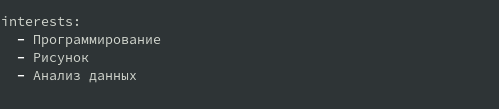 interests:
- Программирование
- Рисунок
- Анализ данных